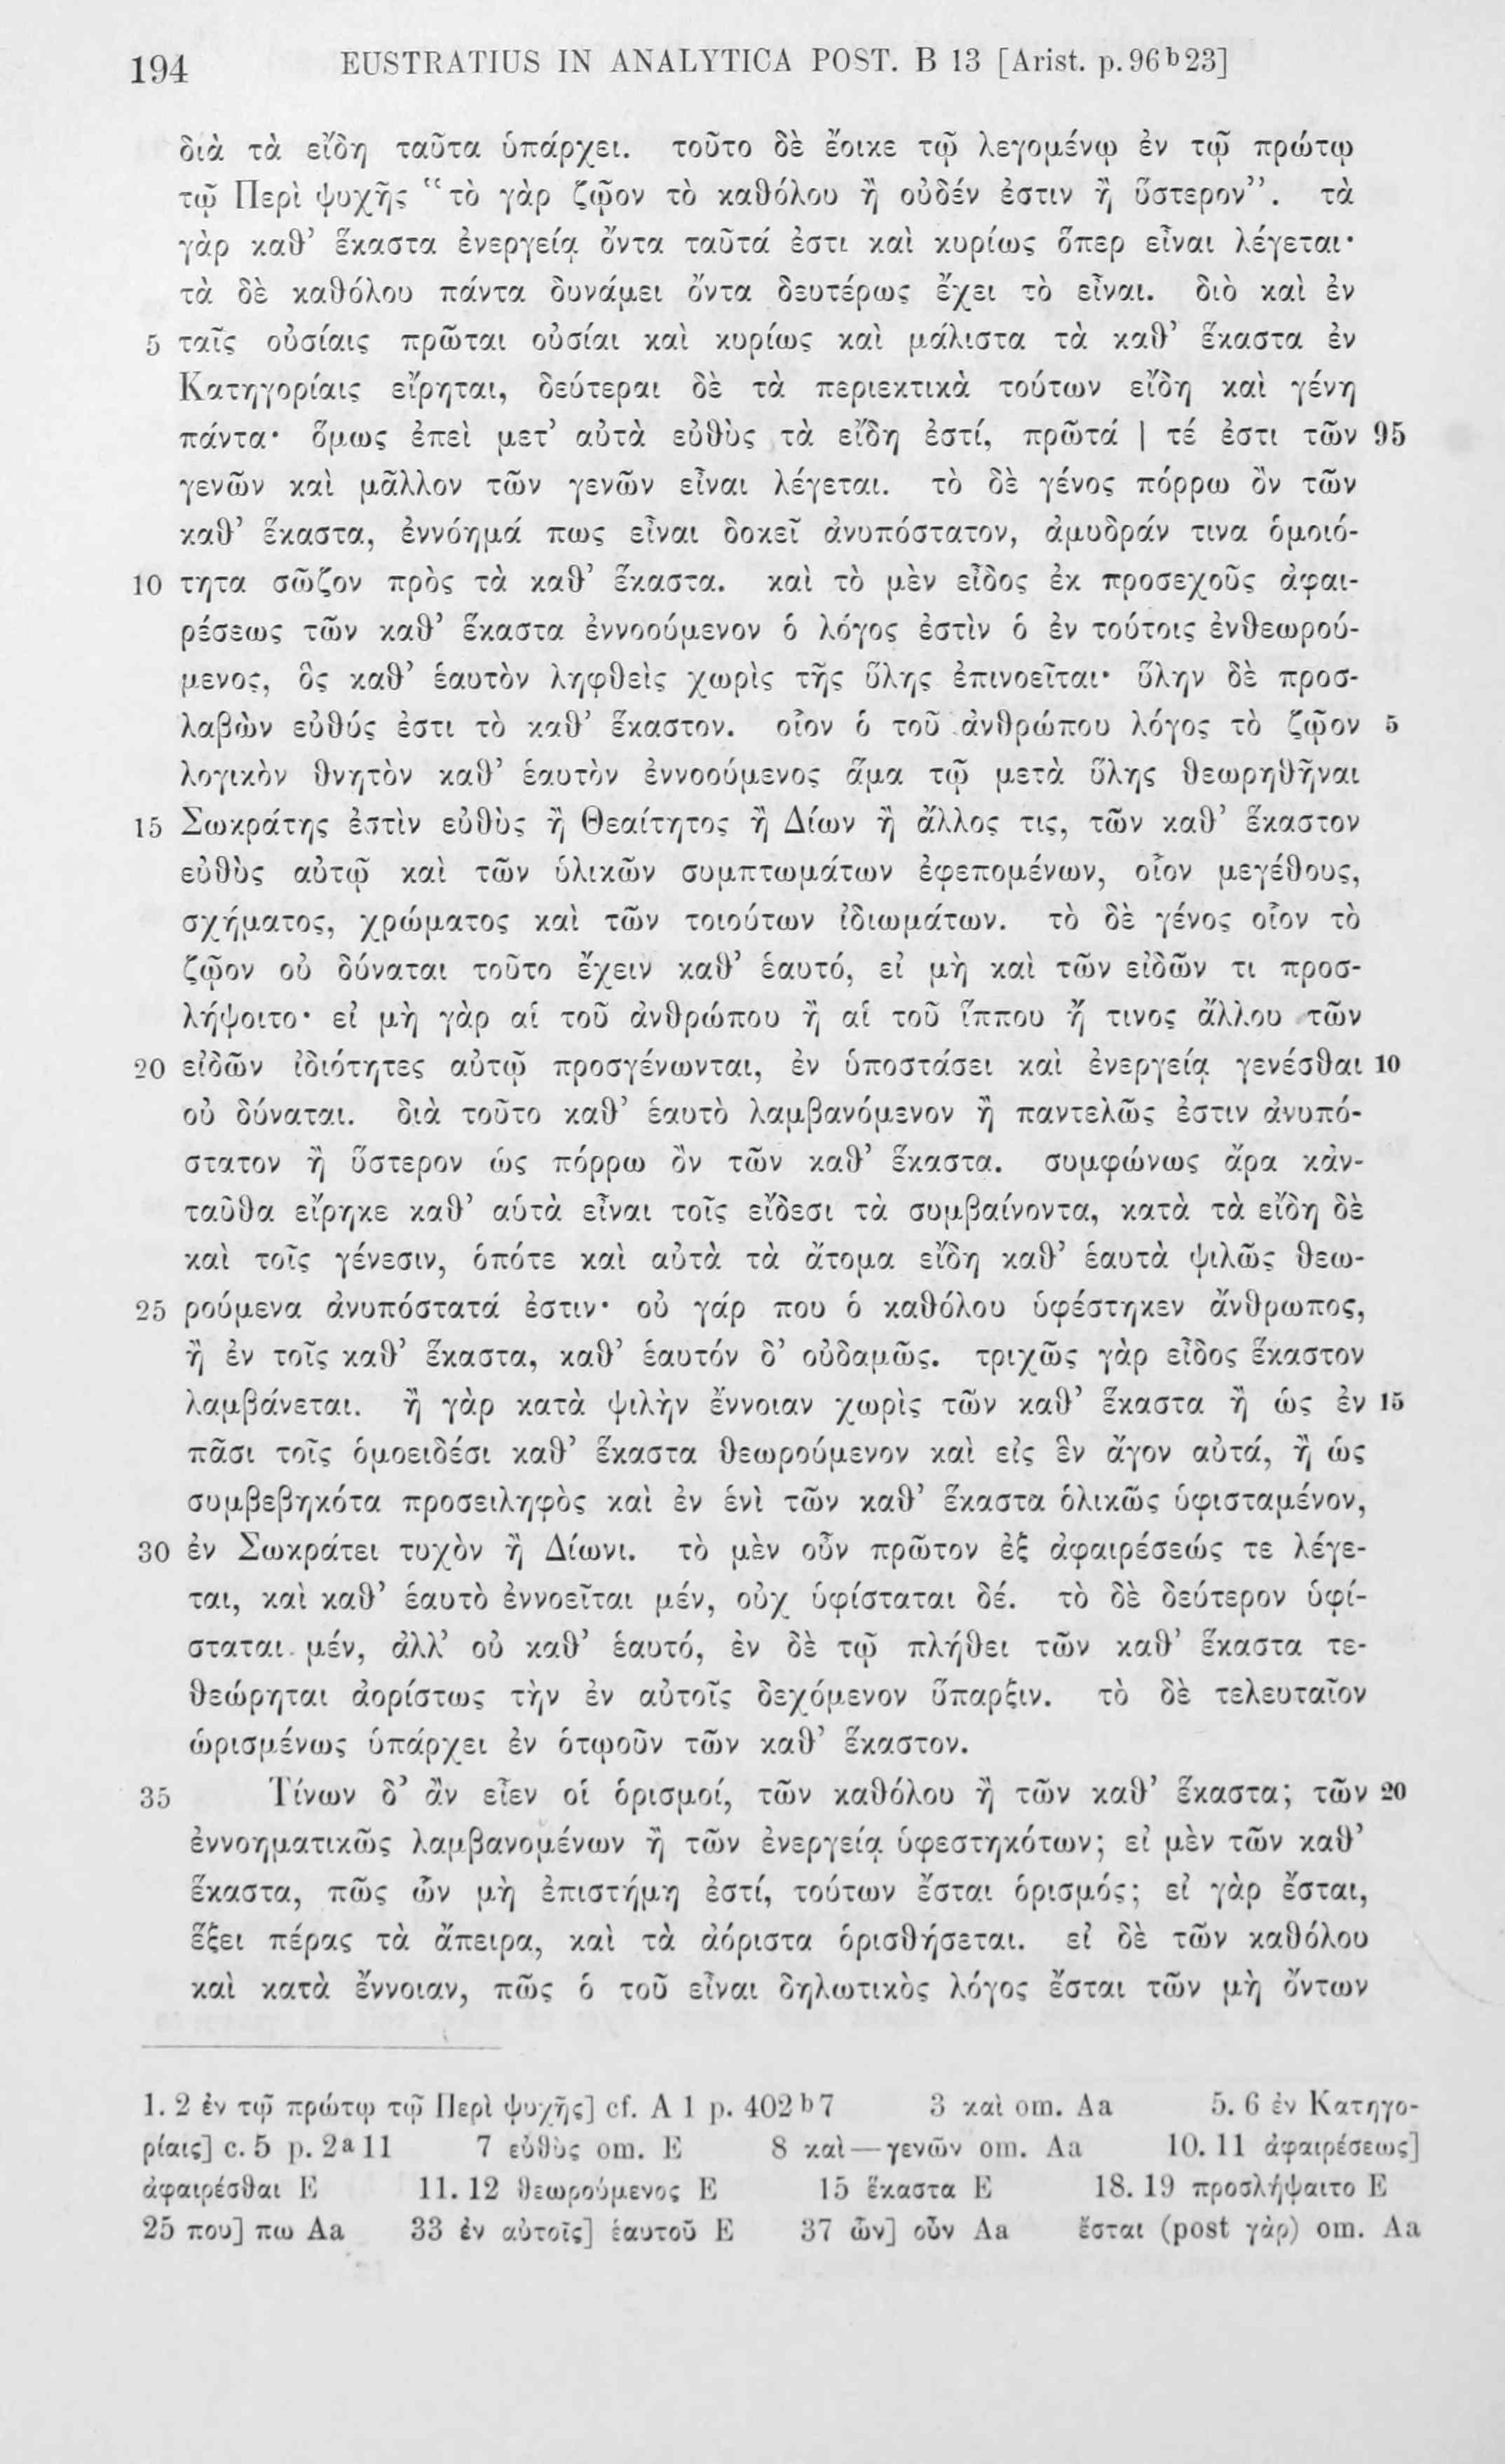 194 EUSTRATIUS IN ANALYTICA POST. B 13 [Arist. p. 96ᵇ23]
διὰ τὰ εἴδη ταῦτα ὑπάρχει. τοῦτο δὲ ἔοικε τῷ λεγομένῳ ἐν τῷ πρώτῳ
τῷ Περὶ ψυχῆς “τὸ γὰρ ζῷον τὸ καθόλου ἢ οὐδέν ἐστιν ἢ ὕστερον”. τὰ
γὰρ καθ’ ἕκαστα ἐνεργείᾳ ὄντα ταῦτά ἐστι καὶ κυρίως ὅπερ εἶναι λέγεται·
τὰ δὲ καθόλου πάντα δυνάμει ὄντα δευτέρως ἔχει τὸ εἶναι. διὸ καὶ ἐν
5 ταῖς οὐσίαις πρῶται οὐσίαι καὶ κυρίως καὶ μάλιστα τὰ καθ’ ἕκαστα ἐν
Κατηγορίαις εἴρηται, δεύτεραι δὲ τὰ περιεκτικὰ τούτων εἴδη καὶ γένη
πάντα· ὅμως ἐπεὶ μετ’ αὐτὰ εὐθὺς τὰ εἴδη ἐστί, πρῶτά | τέ ἐστι τῶν 95
γενῶν καὶ μᾶλλον τῶν γενῶν εἶναι λέγεται. τὸ δὲ γένος πόρρω ὂν τῶν
καθ’ ἕκαστα, ἐννόημά πως εἶναι δοκεῖ ἀνυπόστατον, ἀμυδράν τινα ὁμοιό-
10 τητα σῶζον πρὸς τὰ καθ’ ἕκαστα. καὶ τὸ μὲν εἶδος ἐκ προσεχοῦς ἀφαι-
ρέσεως τῶν καθ’ ἕκαστα ἐννοούμενον ὁ λόγος ἐστὶν ὁ ἐν τούτοις ἐνθεωρού-
μενος, ὃς καθ’ ἑαυτὸν ληφθεὶς χωρὶς τῆς ὕλης ἐπινοεῖται· ὕλην δὲ προσ-
λαβὼν εὐθύς ἐστι τὸ καθ’ ἕκαστον. οἷον ὁ τοῦ ἀνθρώπου λόγος τὸ ζῷον 5
λογικὸν θνητὸν καθ’ ἑαυτὸν ἐννοούμενος ἅμα τῷ μετὰ ὕλης θεωρηθῆναι
15 Σωκράτης ἐστὶν εὐθὺς ἢ Θεαίτητος ἢ Δίων ἢ ἄλλος τις, τῶν καθ’ ἕκαστον
εὐθὺς αὐτῷ καὶ τῶν ὑλικῶν συμπτωμάτων ἐφεπομένων, οἷον μεγέθους,
σχήματος, χρώματος καὶ τῶν τοιούτων ἰδιωμάτων. τὸ δὲ γένος οἷον τὸ
ζῷον οὐ δύναται τοῦτο ἔχειν καθ’ ἑαυτό, εἰ μὴ καὶ τῶν εἰδῶν τι προσ-
λήψοιτο· εἰ μὴ γὰρ αἱ τοῦ ἀνθρώπου ἢ αἱ τοῦ ἵππου ἤ τινος ἄλλου τῶν
20 εἰδῶν ἰδιότητες αὐτῷ προσγένωνται, ἐν ὑποστάσει καὶ ἐνεργείᾳ γενέσθαι 10
οὐ δύναται. διὰ τοῦτο καθ’ ἑαυτὸ λαμβανόμενον ἢ παντελῶς ἐστιν ἀνυπό-
στατον ἢ ὕστερον ὡς πόρρω ὂν τῶν καθ’ ἕκαστα. συμφώνως ἄρα κἀν-
ταῦθα εἴρηκε καθ’ αὑτὰ εἶναι τοῖς εἴδεσι τὰ συμβαίνοντα, κατὰ τὰ εἴδη δὲ
καὶ τοῖς γένεσιν, ὁπότε καὶ αὐτὰ τὰ ἄτομα εἴδη καθ’ ἑαυτὰ ψιλῶς θεω-
25 ρούμενα ἀνυπόστατά ἐστιν· οὐ γάρ που ὁ καθόλου ὑφέστηκεν ἄνθρωπος,
ἢ ἐν τοῖς καθ’ ἕκαστα, καθ’ ἑαυτόν δ’ οὐδαμῶς. τριχῶς γὰρ εἶδος ἕκαστον
λαμβάνεται. ἢ γὰρ κατὰ ψιλὴν ἔννοιαν χωρὶς τῶν καθ’ ἕκαστα ἢ ὡς ἐν 15
πᾶσι τοῖς ὁμοειδέσι καθ’ ἕκαστα θεωρούμενον καὶ εἰς ἓν ἄγον αὐτά, ἢ ὡς
συμβεβηκότα προσειληφὸς καὶ ἐν ἑνὶ τῶν καθ’ ἕκαστα ὁλικῶς ὑφισταμένον,
30 ἐν Σωκράτει τυχὸν ἢ Δίωνι. τὸ μὲν οὖν πρῶτον ἐξ ἀφαιρέσεώς τε λέγε-
ται, καὶ καθ’ ἑαυτὸ ἐννοεῖται μέν, οὐχ ὑφίσταται δέ. τὸ δὲ δεύτερον ὑφί-
σταται μέν, ἀλλ’ οὐ καθ’ ἑαυτό, ἐν δὲ τῷ πλήθει τῶν καθ’ ἕκαστα τε-
θεώρηται ἀορίστως τὴν ἐν αὐτοῖς δεχόμενον ὕπαρξιν. τὸ δὲ τελευταῖον
ὡρισμένως ὑπάρχει ἐν ὁτῳοῦν τῶν καθ’ ἕκαστον.
35 Τίνων δ’ ἂν εἶεν οἱ ὁρισμοί, τῶν καθόλου ἢ τῶν καθ’ ἕκαστα; τῶν 20
ἐννοηματικῶς λαμβανομένων ἢ τῶν ἐνεργείᾳ ὑφεστηκότων; εἰ μὲν τῶν καθ’
ἕκαστα, πῶς ὧν μὴ ἐπιστήμη ἐστί, τούτων ἔσται ὁρισμός; εἰ γὰρ ἔσται,
ἕξει πέρας τὰ ἄπειρα, καὶ τὰ ἀόριστα ὁρισθήσεται. εἰ δὲ τῶν καθόλου
καὶ κατὰ ἔννοιαν, πῶς ὁ τοῦ εἶναι δηλωτικὸς λόγος ἔσται τῶν μὴ ὄντων
1. 2 ἐν τῷ πρώτῳ τῷ Περὶ ψυχῆς] cf. A 1 p. 402ᵇ7 3 καὶ om. Aa 5. 6 ἐν Κατηγο-
ρίαις] c. 5 p. 2ᵃ11 7 εὐθὺς om. E 8 καὶ—γενῶν om. Aa 10. 11 ἀφαιρέσεως]
ἀφαιρέσθαι E 11. 12 θεωρούμενος E 15 ἕκαστα E 18. 19 προσλήψαιτο E
25 που] πω Aa 33 ἐν αὐτοῖς] ἑαυτοῦ E 37 ὧν] οὖν Aa ἔσται (post γὰρ) om. Aa